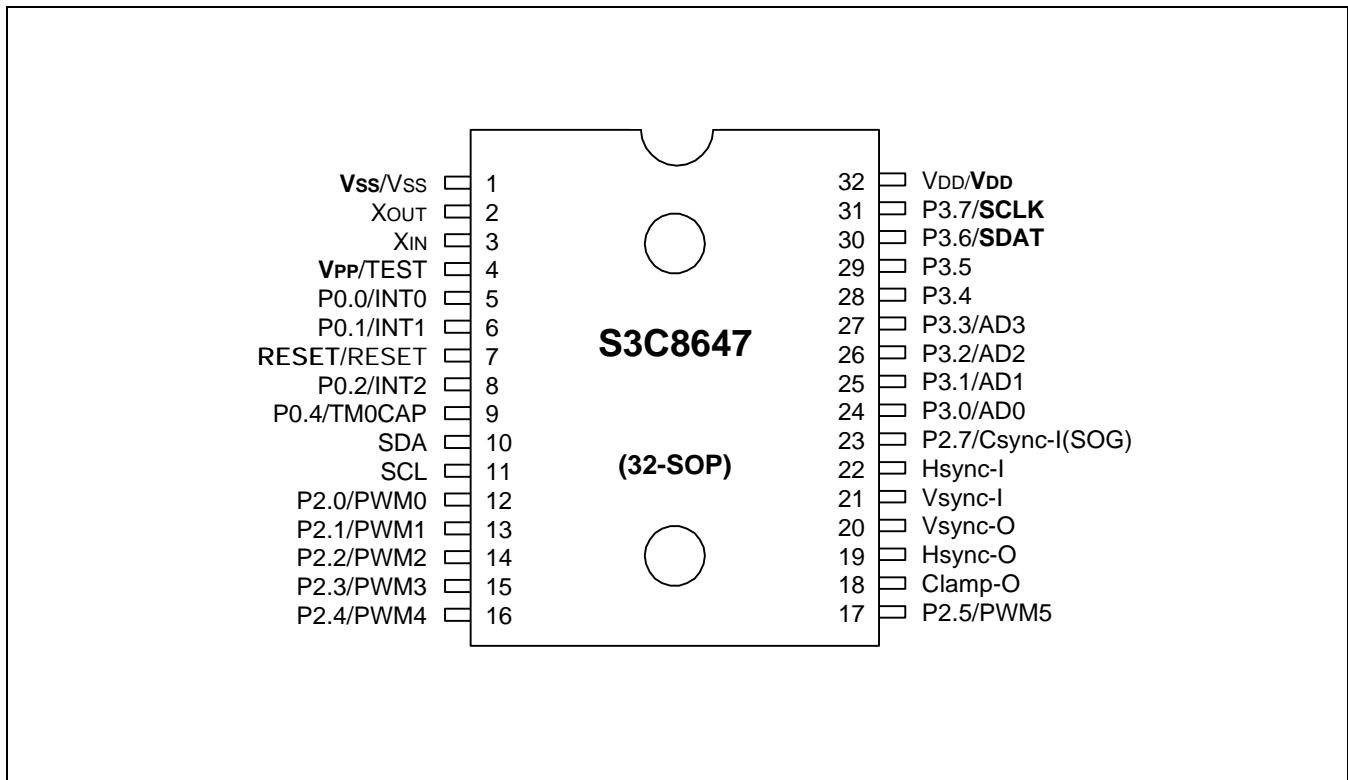 VSS/VSS 1
XOUT 2
XIN 3
VPP/TEST 4
P0.0/INT0 5
P0.1/INT1 6
RESET/RESET 7
P0.2/INT2 8
P0.4/TM0CAP 9
SDA 10
SCL 11
P2.0/PWM0 12
P2.1/PWM1 13
P2.2/PWM2 14
P2.3/PWM3 15
P2.4/PWM4 16
S3C8647
(32-SOP)
32 VDD/VDD
31 P3.7/SCLK
30 P3.6/SDAT
29 P3.5
28 P3.4
27 P3.3/AD3
26 P3.2/AD2
25 P3.1/AD1
24 P3.0/AD0
23 P2.7/Csync-I(SOG)
22 Hsync-I
21 Vsync-I
20 Vsync-O
19 Hsync-O
18 Clamp-O
17 P2.5/PWM5